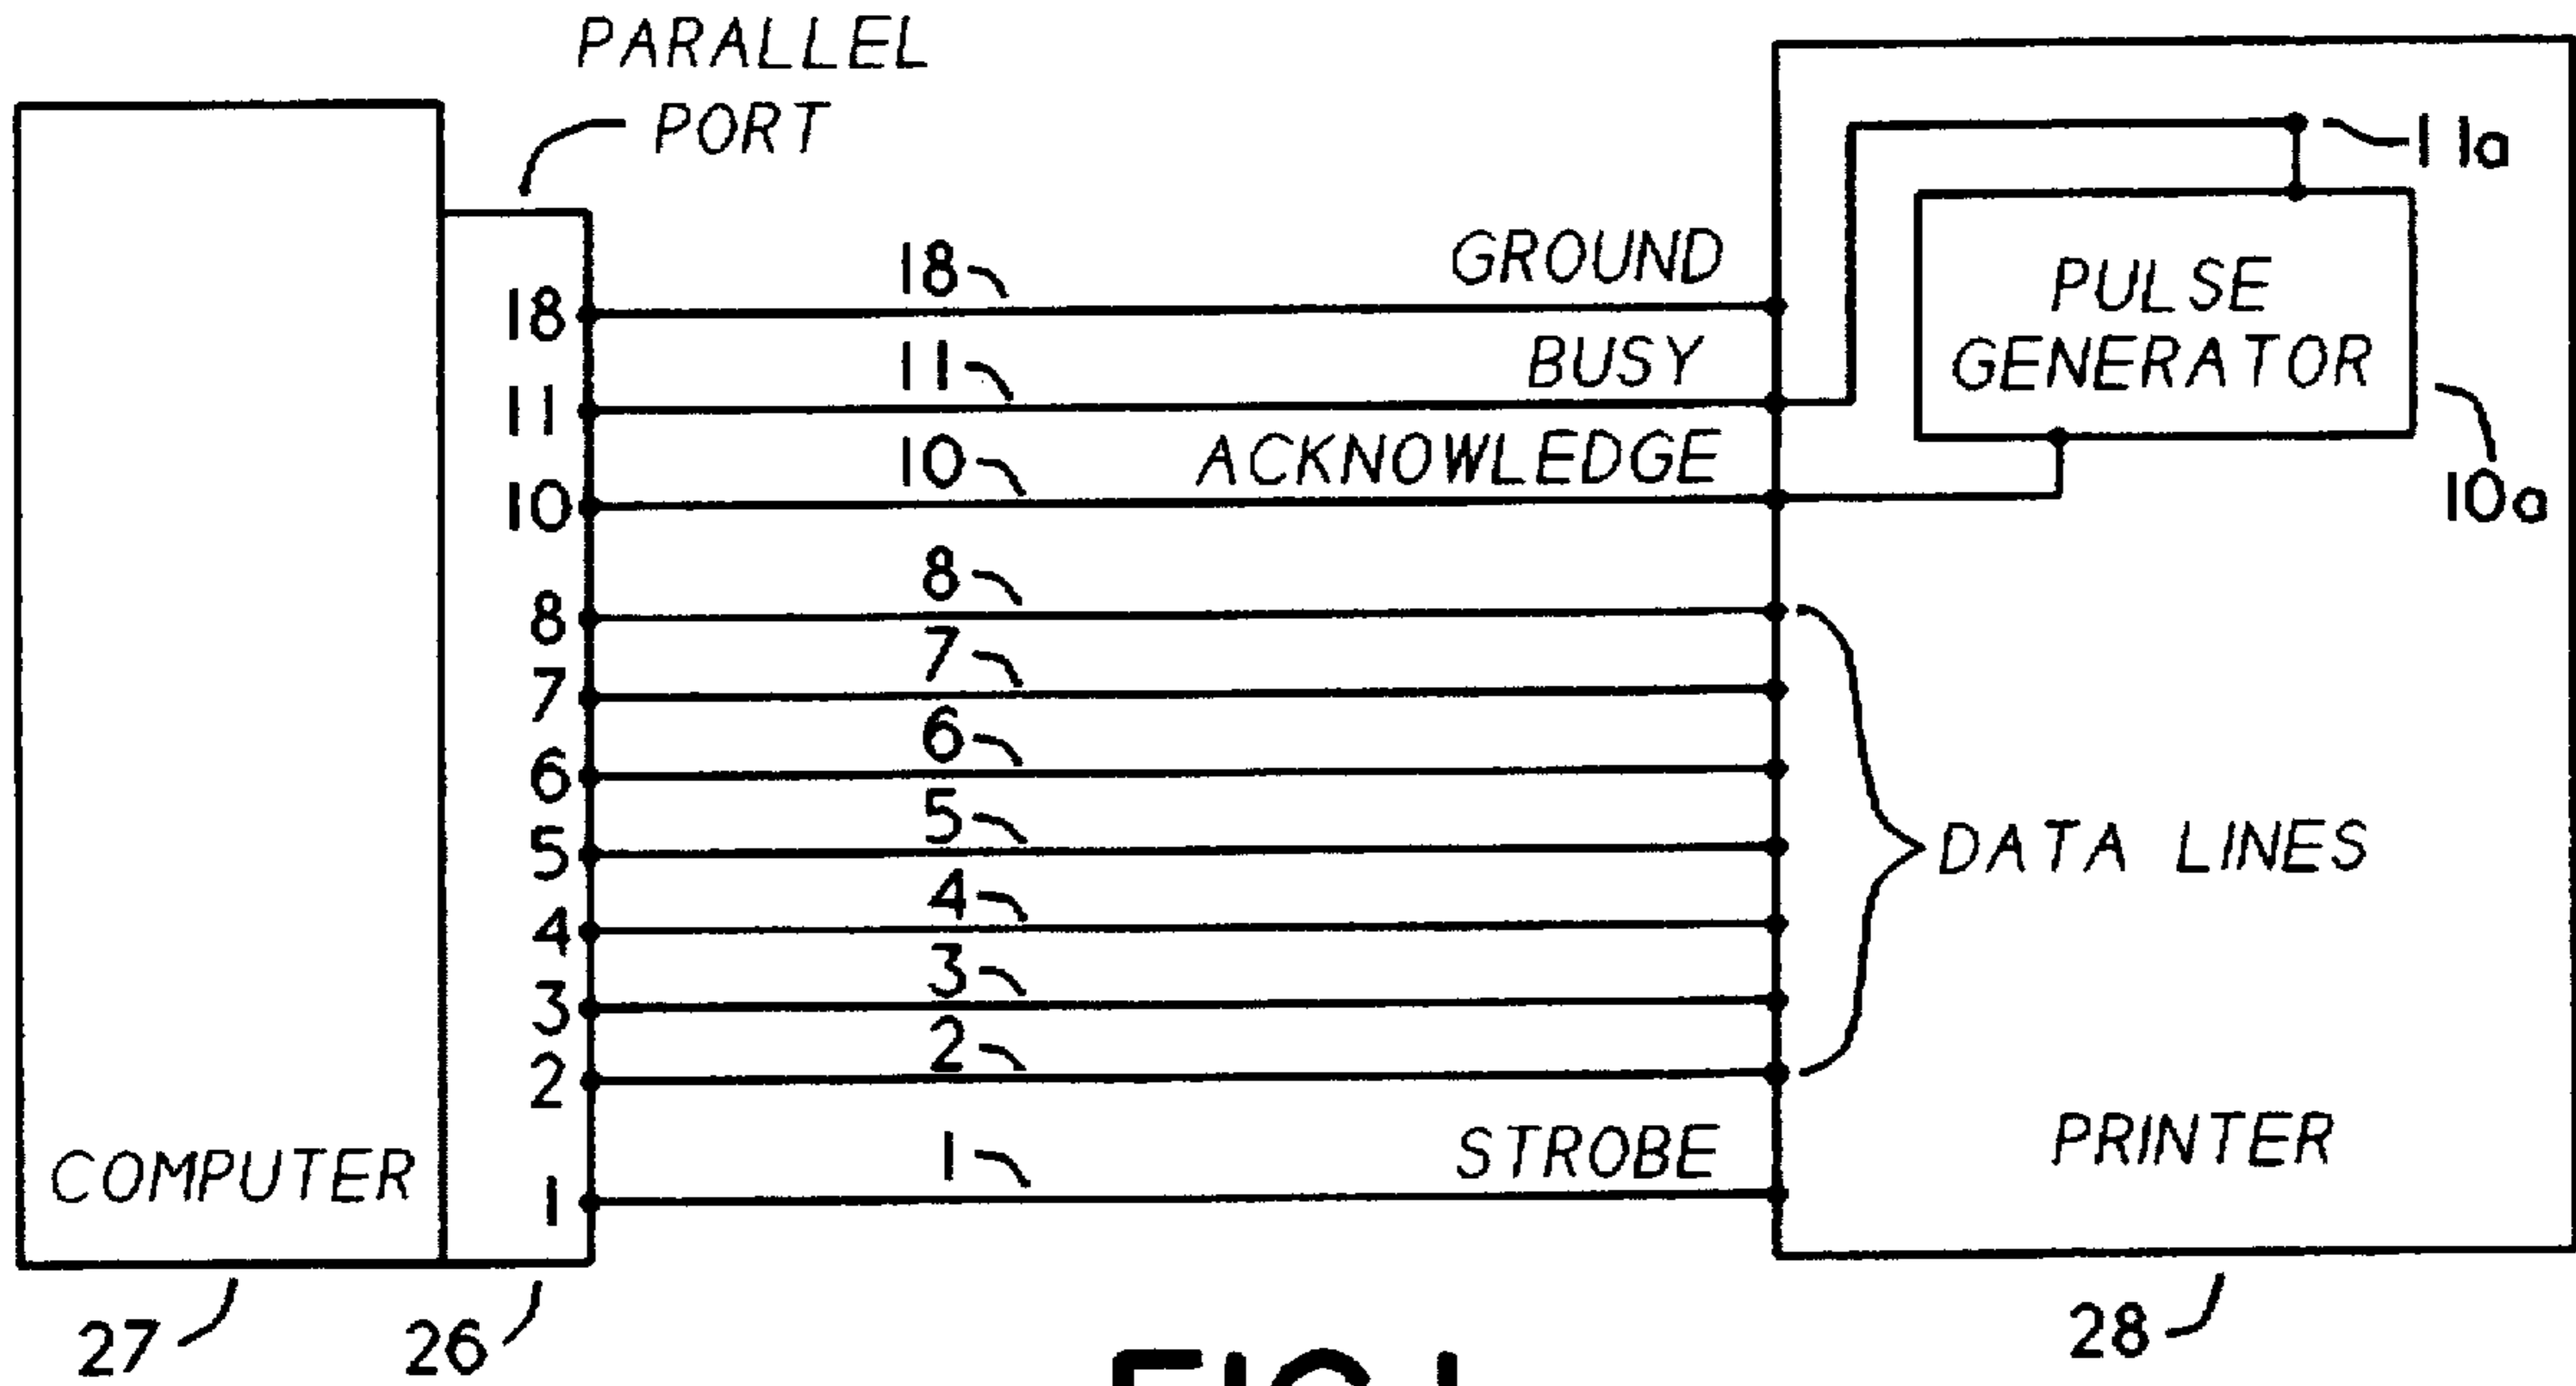 PARALLEL
PORT
11a
18 18 GROUND
PULSE
GENERATOR
11 11 BUSY
10 10 ACKNOWLEDGE
10a
8 8
7 7
6 6
5 5
DATA LINES
4 4
3 3
2 2
COMPUTER
1 1 STROBE
PRINTER
27
26
28
FIG.1